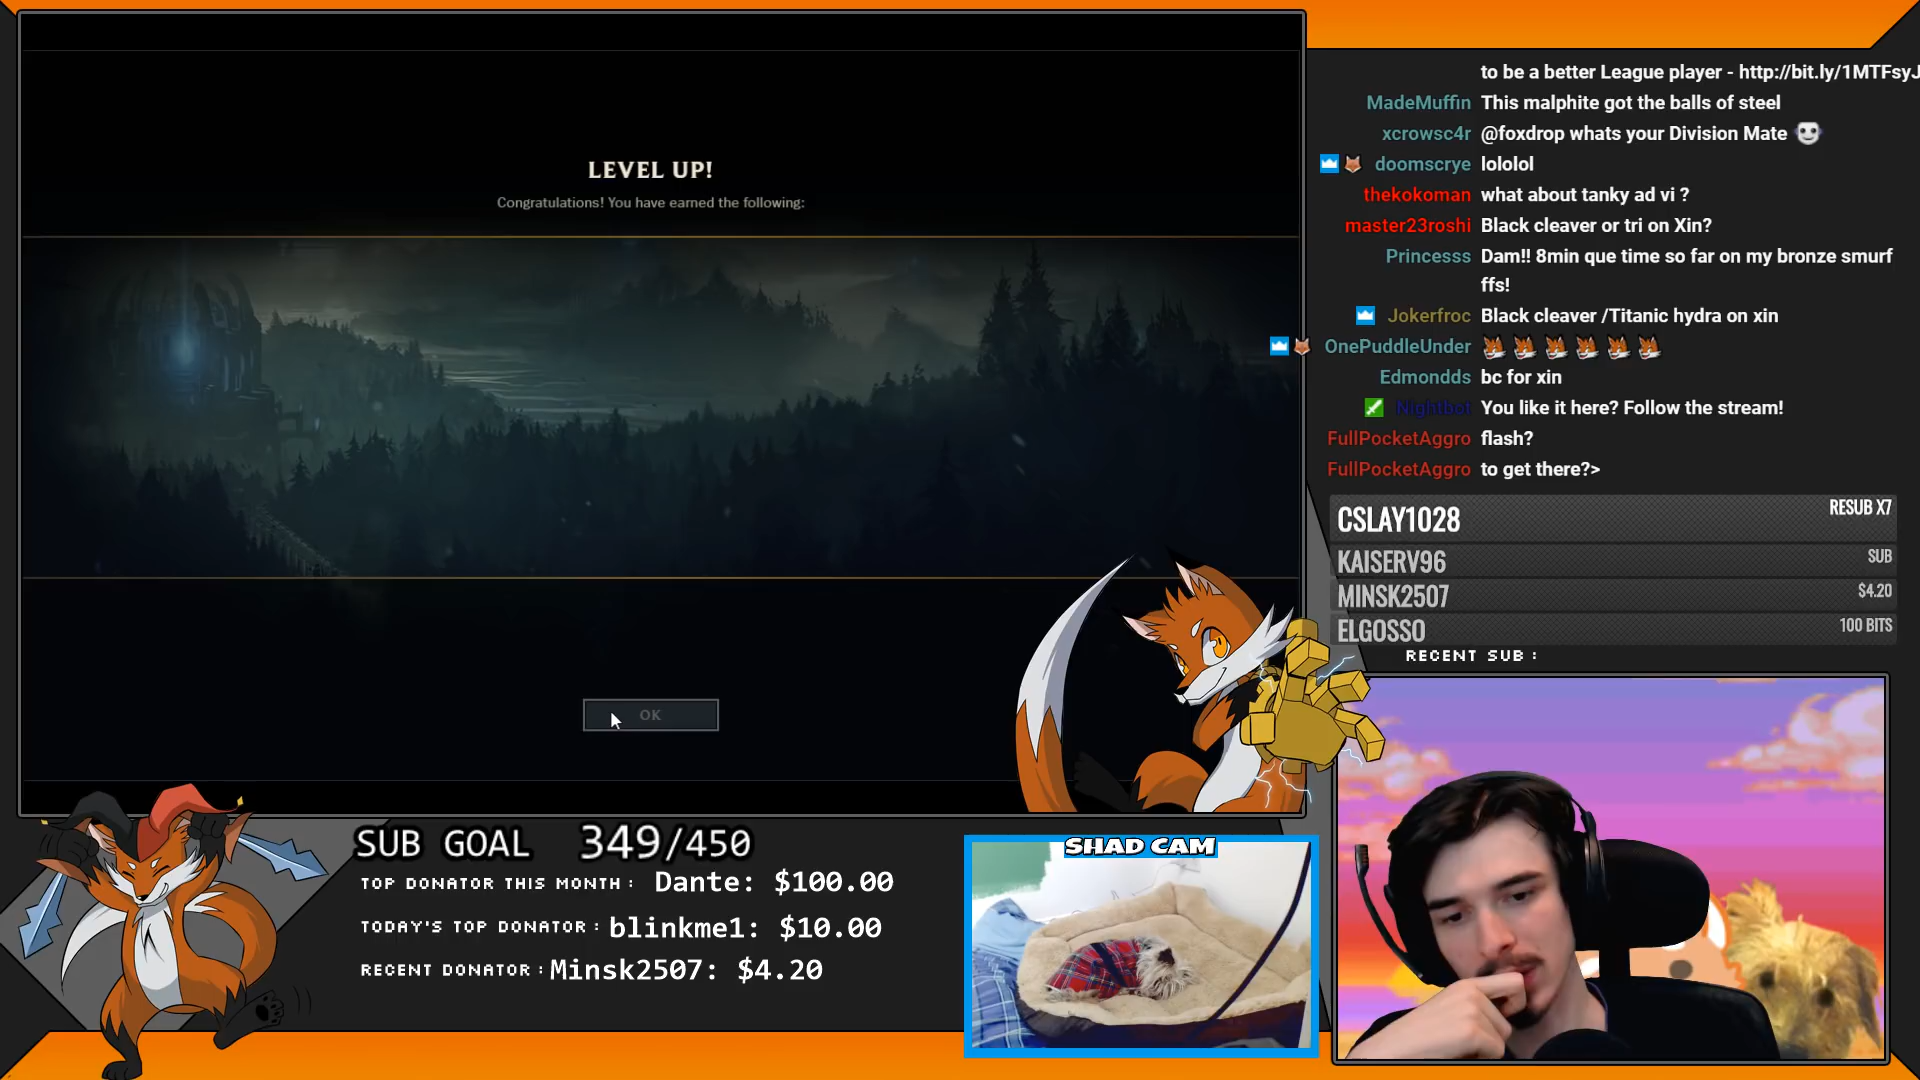 LEVEL UP!
Congratulations! You have earned the following:
OK
to be a better League player - http://bit.ly/1MTFsyJ
MadeMuffin This malphite got the balls of steel
xcrowsc4r @foxdrop whats your Division Mate
doomscrye lololol
thekokoman what about tanky ad vi ?
master23roshi Black cleaver or tri on Xin?
Princesss Dam!! 8min que time so far on my bronze smurf
ffs!
Jokerfroc Black cleaver /Titanic hydra on xin
OnePuddleUnder
Edmondds bc for xin
Nightbot You like it here? Follow the stream!
FullPocketAggro flash?
FullPocketAggro to get there?>
CSLAY1028 RESUB X7
KAISERV96 SUB
MINSK2507 $4.20
ELGOSSO 100 BITS
RECENT SUB :
SUB GOAL 349/450
TOP DONATOR THIS MONTH : Dante: $100.00
TODAY'S TOP DONATOR : blinkme1: $10.00
RECENT DONATOR : Minsk2507: $4.20
SHAD CAM